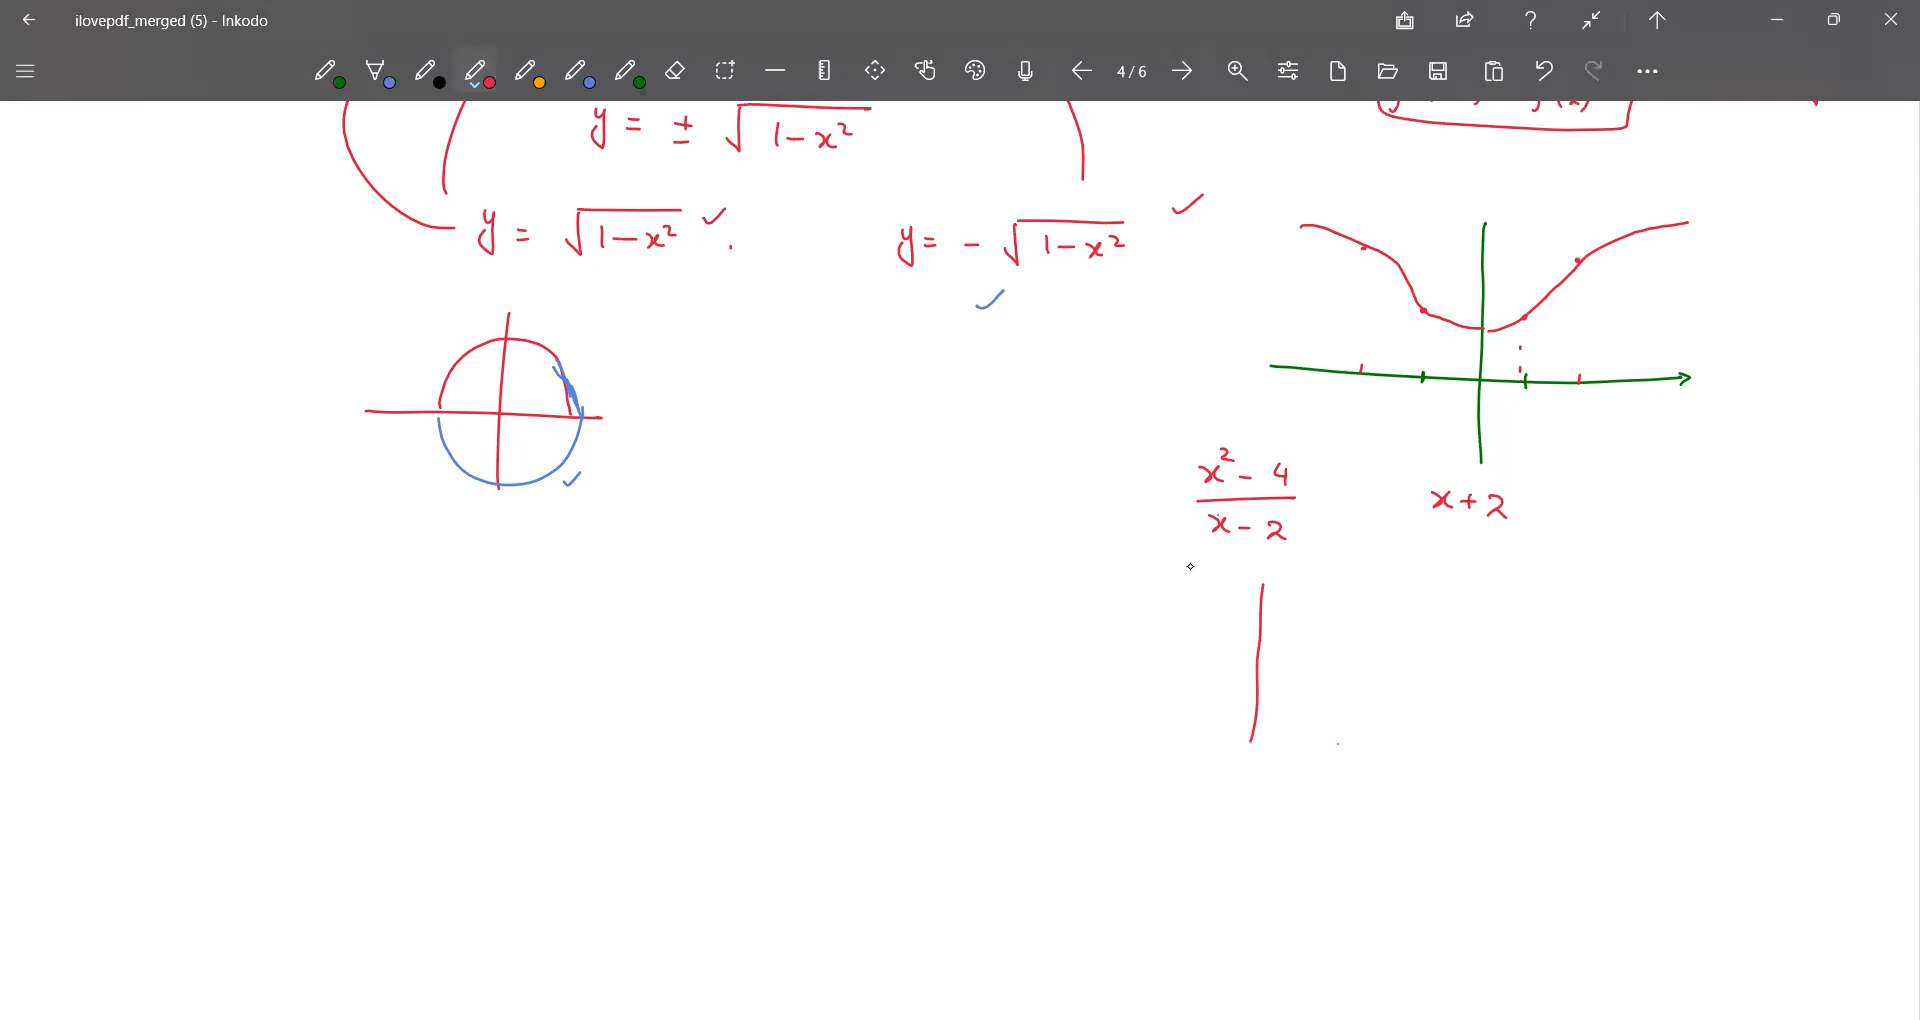 ilovepdf_merged (5) - Inkodo
4/6
y = ± √(1-x²)
y = √(1-x²)
y = - √(1-x²)
x² - 4
x - 2
x + 2